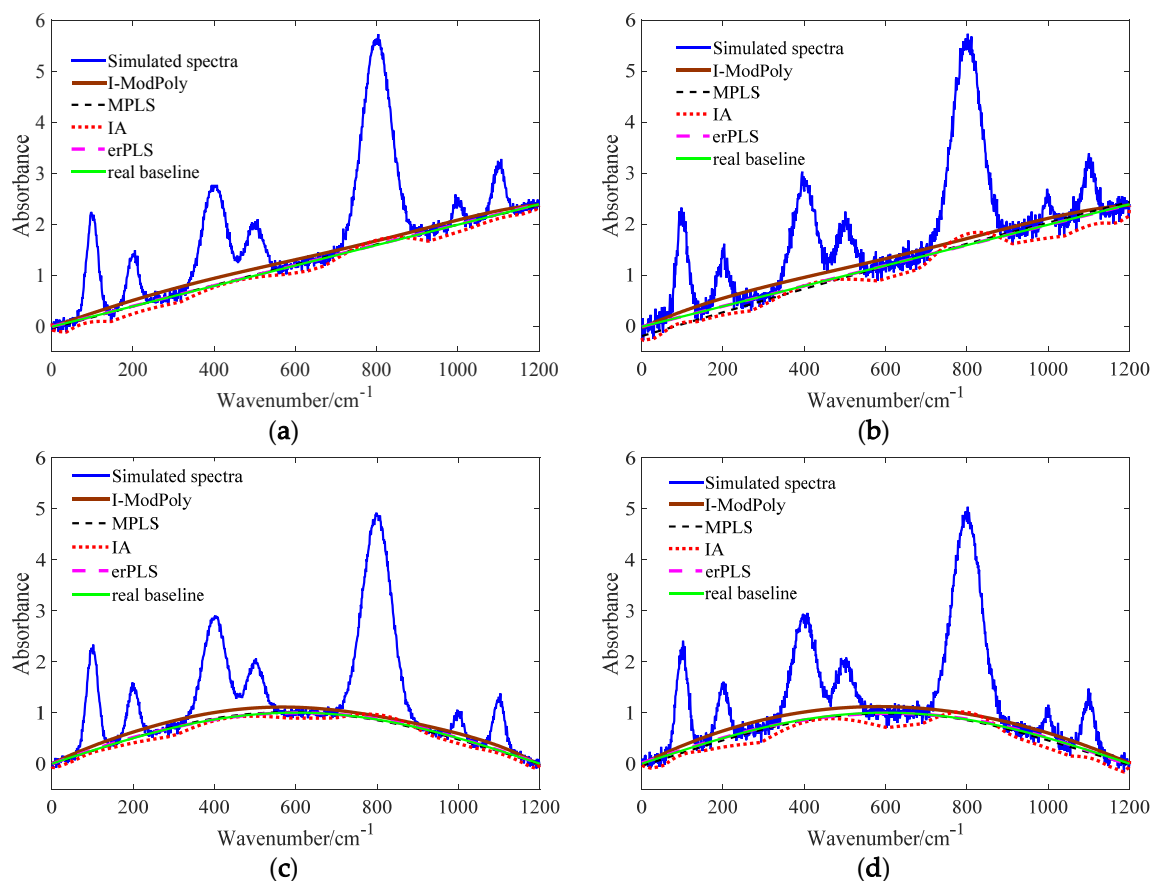 6
5
4
3
2
1
0
Absorbance
Simulated spectra
I-ModPoly
MPLS
IA
erPLS
real baseline
0 200 400 600 800 1000 1200
Wavenumber/cm-1
(a)
6
5
4
3
2
1
0
Absorbance
Simulated spectra
I-ModPoly
MPLS
IA
erPLS
real baseline
0 200 400 600 800 1000 1200
Wavenumber/cm-1
(b)
6
5
4
3
2
1
0
Absorbance
Simulated spectra
I-ModPoly
MPLS
IA
erPLS
real baseline
0 200 400 600 800 1000 1200
Wavenumber/cm-1
(c)
6
5
4
3
2
1
0
Absorbance
Simulated spectra
I-ModPoly
MPLS
IA
erPLS
real baseline
0 200 400 600 800 1000 1200
Wavenumber/cm-1
(d)